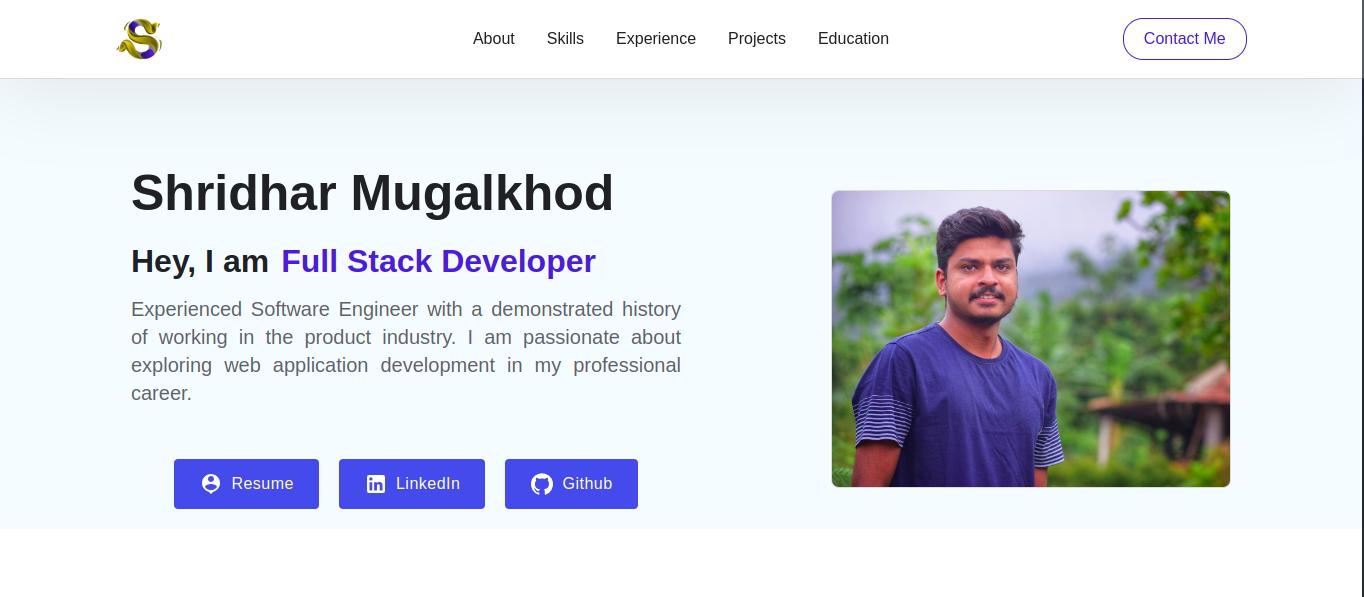 About Skills Experience Projects Education Contact Me
Shridhar Mugalkhod
Hey, I am Full Stack Developer
Experienced Software Engineer with a demonstrated history
of working in the product industry. I am passionate about
exploring web application development in my professional
career.
Resume LinkedIn Github